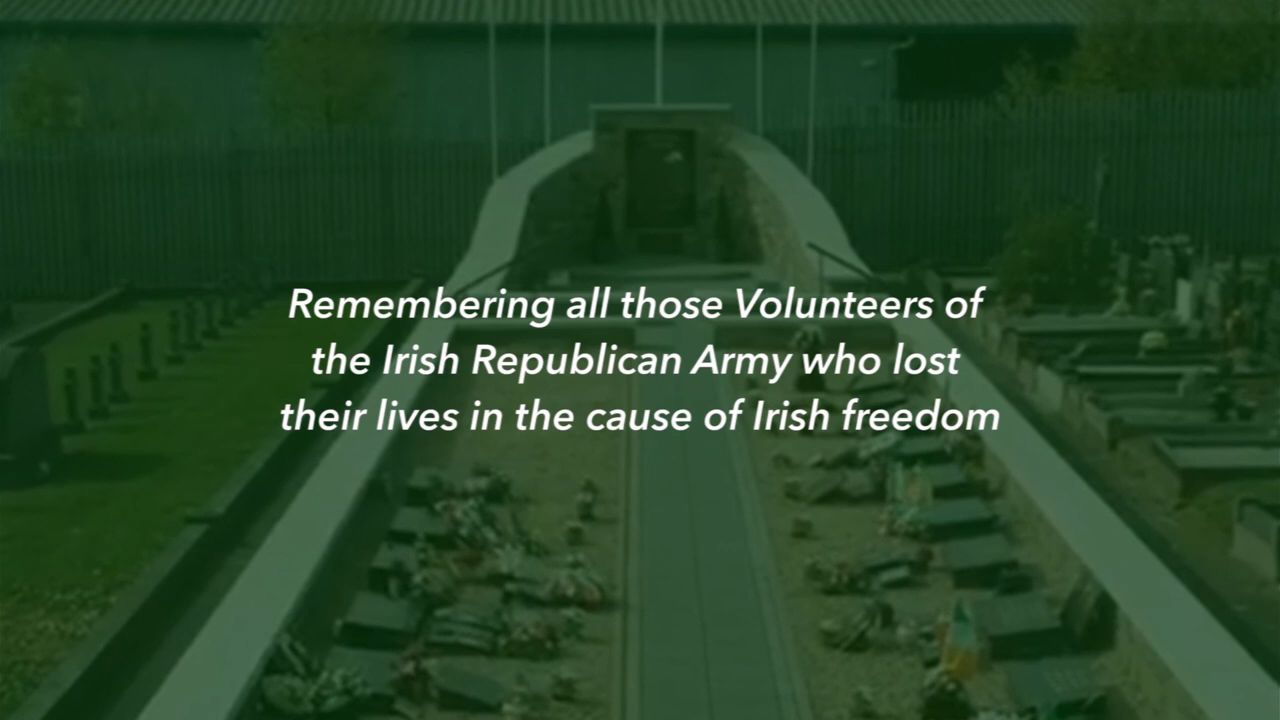 Remembering all those Volunteers of
the Irish Republican Army who lost
their lives in the cause of Irish freedom